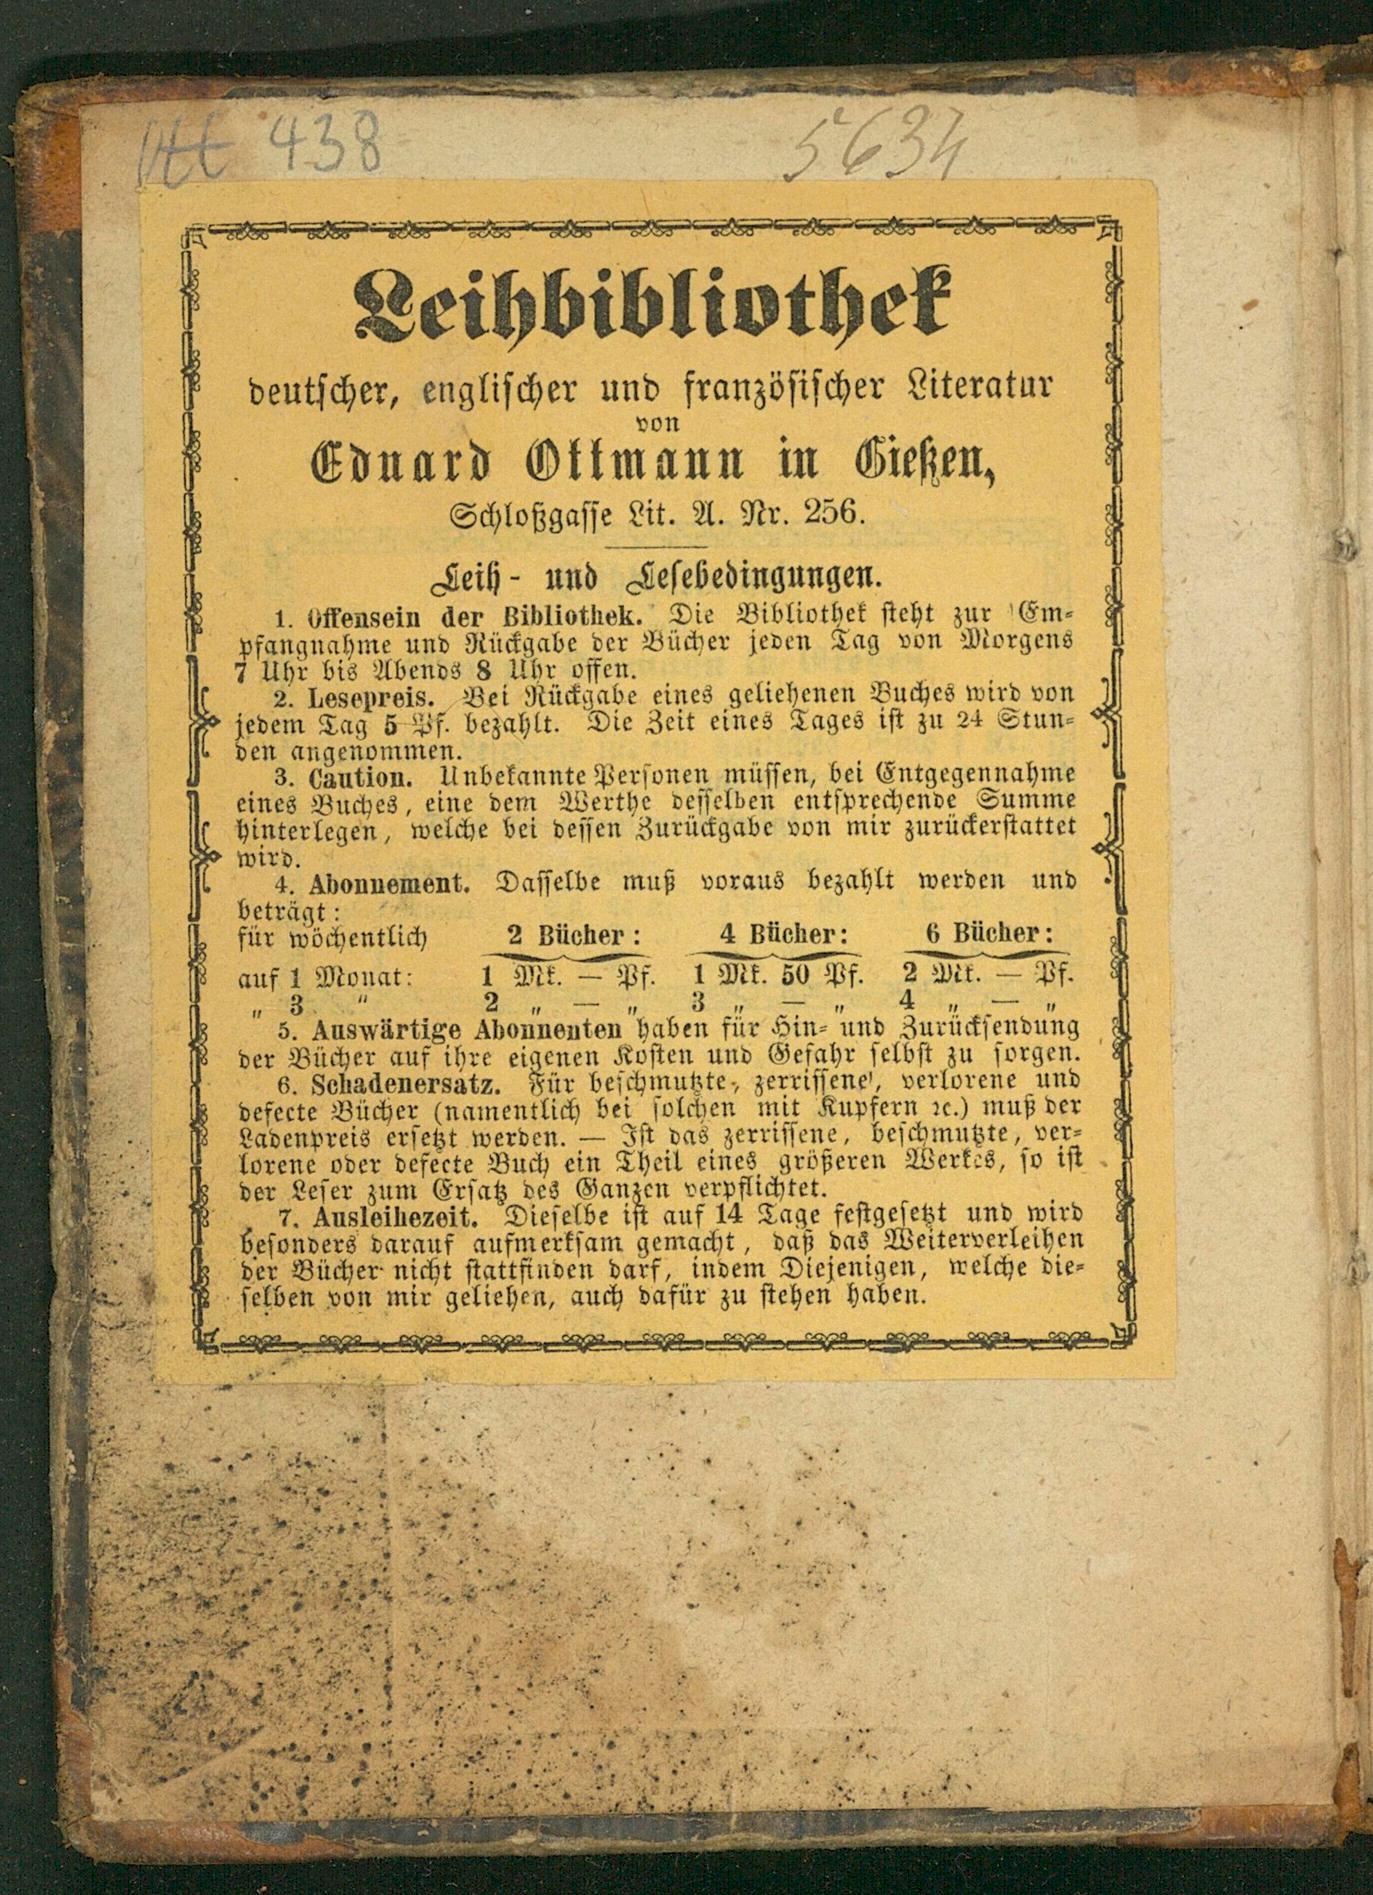 Ott 438
5634
Leihbibliothek
deutscher, englischer und französischer Literatur
von
Eduard Ottmann in Gießen,
Schloßgasse Lit. A. Nr. 256.
Leih- und Lesebedingungen.
1. Offensein der Bibliothek. Die Bibliothek steht zur Em-
pfangnahme und Rückgabe der Bücher jeden Tag von Morgens
7 Uhr bis Abends 8 Uhr offen.
2. Lesepreis. Bei Rückgabe eines geliehenen Buches wird von
jedem Tag 5 Pf. bezahlt. Die Zeit eines Tages ist zu 24 Stun-
den angenommen.
3. Caution. Unbekannte Personen müssen, bei Entgegennahme
eines Buches, eine dem Werthe desselben entsprechende Summe
hinterlegen, welche bei dessen Zurückgabe von mir zurückerstattet
wird.
4. Abonnement. Dasselbe muß voraus bezahlt werden und
beträgt:
für wöchentlich 2 Bücher: 4 Bücher: 6 Bücher:
auf 1 Monat: 1 Mk. — Pf. 1 Mk. 50 Pf. 2 Mk. — Pf.
„ 3 „ 2 „ — „ 3 „ — „ 4 „ — „
5. Auswärtige Abonnenten haben für Hin- und Zurücksendung
der Bücher auf ihre eigenen Kosten und Gefahr selbst zu sorgen.
6. Schadenersatz. Für beschmutzte, zerrissene, verlorene und
defecte Bücher (namentlich bei solchen mit Kupfern ꝛc.) muß der
Ladenpreis ersetzt werden. — Ist das zerrissene, beschmutzte, ver-
lorene oder defecte Buch ein Theil eines größeren Werkes, so ist
der Leser zum Ersatz des Ganzen verpflichtet.
7. Ausleihezeit. Dieselbe ist auf 14 Tage festgesetzt und wird
besonders darauf aufmerksam gemacht, daß das Weiterverleihen
der Bücher nicht stattfinden darf, indem Diejenigen, welche die-
selben von mir geliehen, auch dafür zu stehen haben.